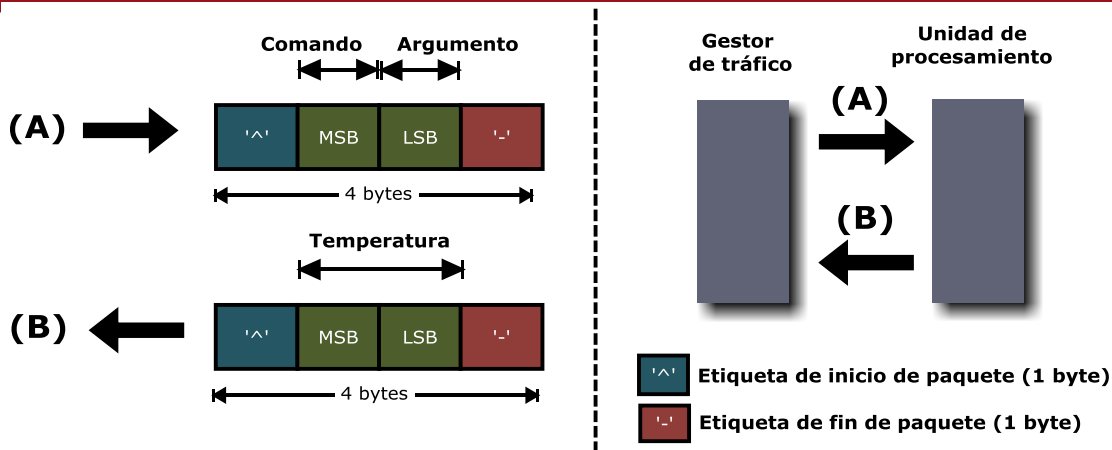 Comando Argumento
(A) '^' MSB LSB '-'
4 bytes
Temperatura
(B) '^' MSB LSB '-'
4 bytes
Gestor
de tráfico
Unidad de
procesamiento
(A)
(B)
'^' Etiqueta de inicio de paquete (1 byte)
'-' Etiqueta de fin de paquete (1 byte)